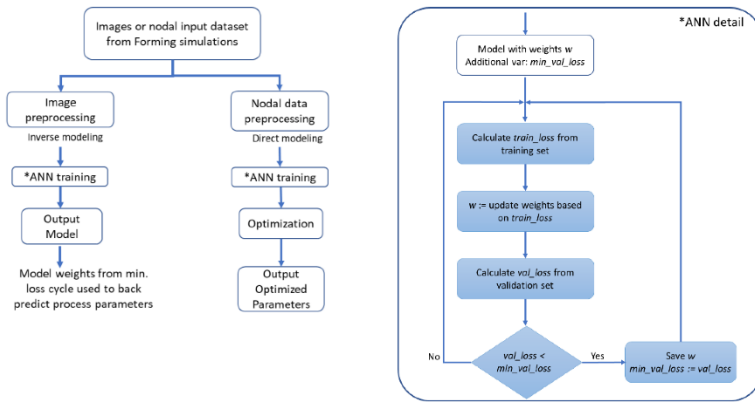 Images or nodal input dataset
from Forming simulations
Image
preprocessing
Inverse modeling
*ANN training
Output
Model
Model weights from min.
loss cycle used to back
predict process parameters
Nodal data
preprocessing
Direct modeling
*ANN training
Optimization
Output
Optimized
Parameters
*ANN detail
Model with weights w
Additional var: min_val_loss
Calculate train_loss from
training set
w := update weights based
on train_loss
Calculate val_loss from
validation set
val_loss <
min_val_loss
No
Yes
Save w
min_val_loss := val_loss